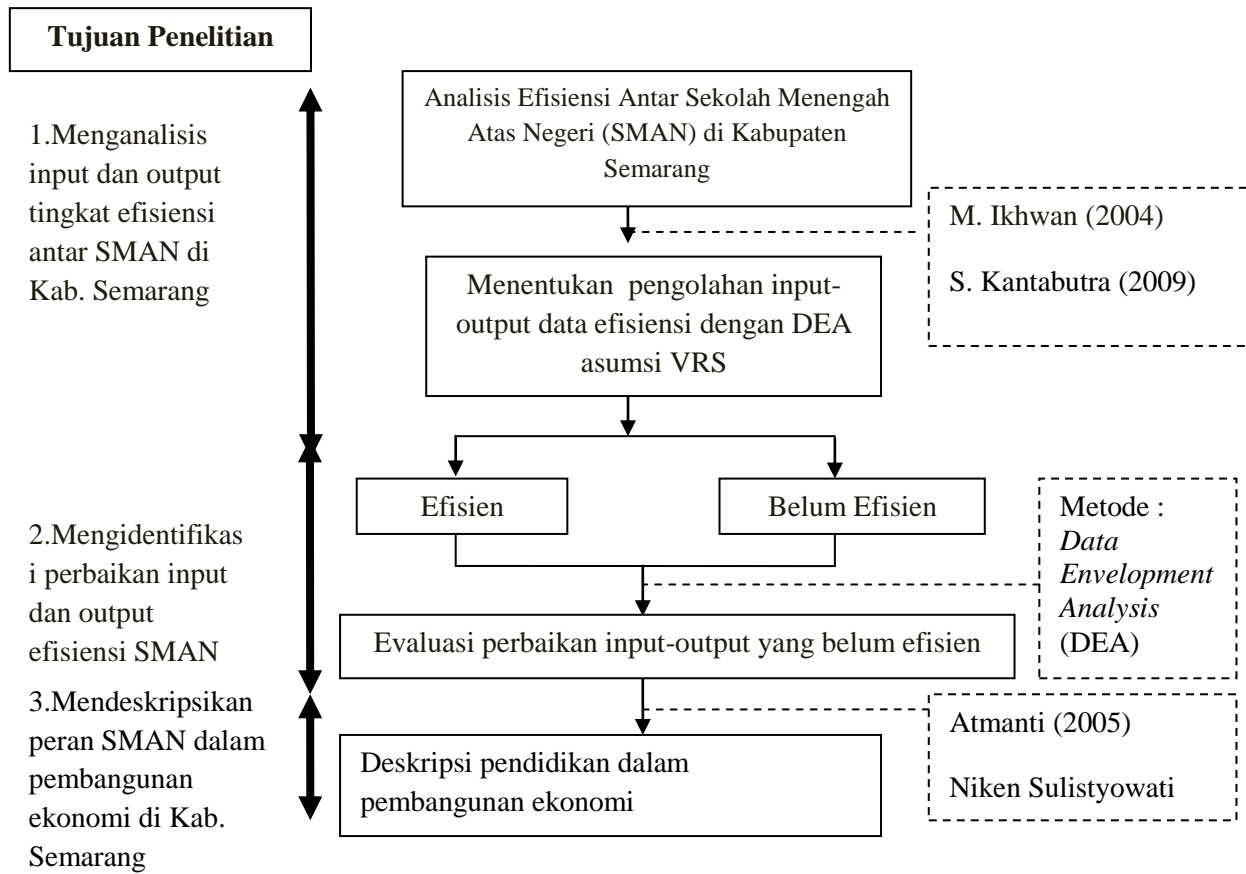 Tujuan Penelitian
1.Menganalisis
input dan output
tingkat efisiensi
antar SMAN di
Kab. Semarang
2.Mengidentifikas
i perbaikan input
dan output
efisiensi SMAN
3.Mendeskripsikan
peran SMAN dalam
pembangunan
ekonomi di Kab.
Semarang
Analisis Efisiensi Antar Sekolah Menengah
Atas Negeri (SMAN) di Kabupaten
Semarang
M. Ikhwan (2004)
S. Kantabutra (2009)
Menentukan pengolahan input-
output data efisiensi dengan DEA
asumsi VRS
Efisien
Belum Efisien
Metode :
Data
Envelopment
Analysis
(DEA)
Evaluasi perbaikan input-output yang belum efisien
Atmanti (2005)
Niken Sulistyowati
Deskripsi pendidikan dalam
pembangunan ekonomi